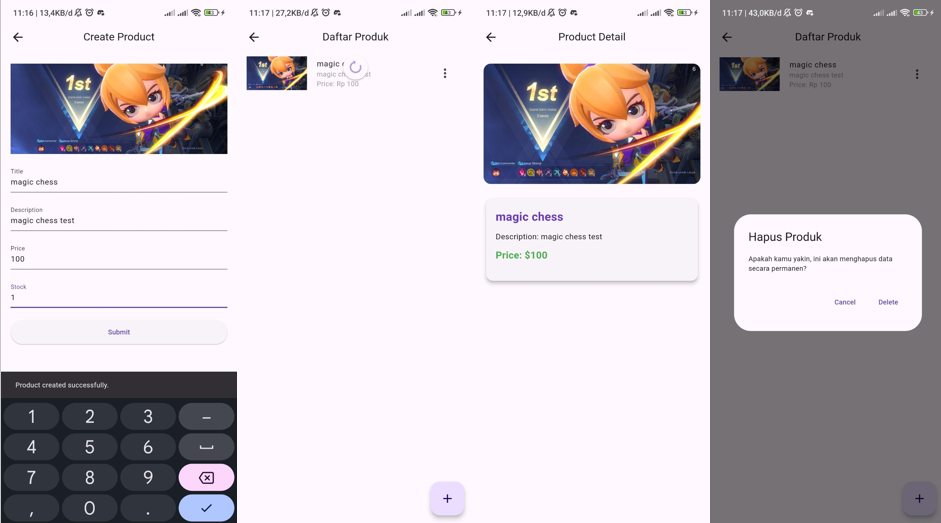 11:16 | 13,4KB/d
Create Product
1st
Title
magic chess
Description
magic chess test
Price
100
Stock
1
Submit
Product created successfully.
1 2 3 –
4 5 6
7 8 9
, 0 .
11:17 | 27,2KB/d
Daftar Produk
1st
magic c
magic ch st
Price: Rp 100
+
11:17 | 12,9KB/d
Product Detail
6
1st
magic chess
Description: magic chess test
Price: $100
11:17 | 43,0KB/d
Daftar Produk
1st
magic chess
magic chess test
Price: Rp 100
Hapus Produk
Apakah kamu yakin, ini akan menghapus data
secara permanen?
Cancel Delete
+